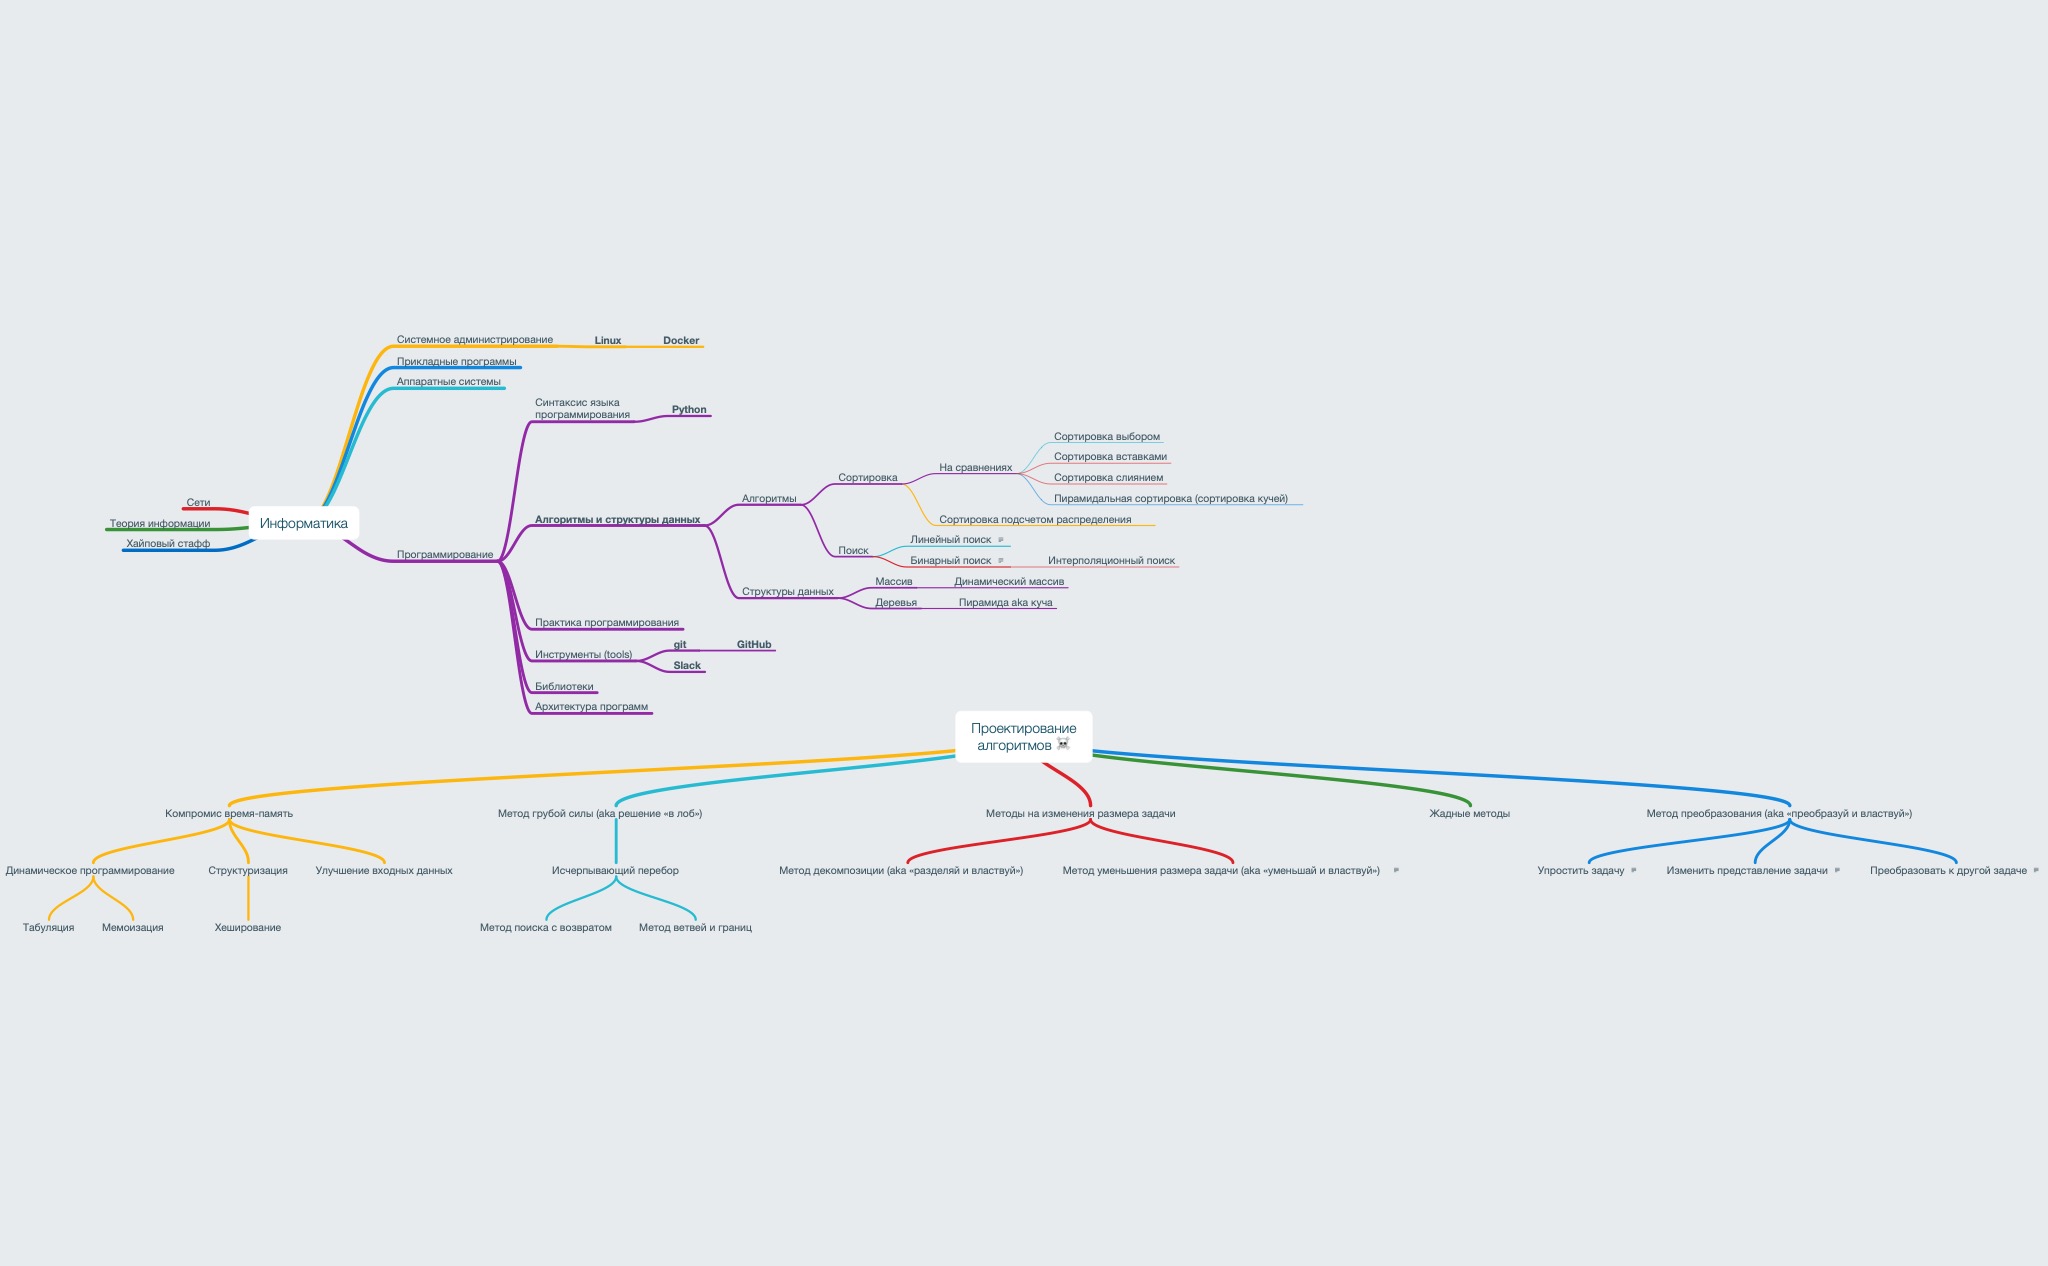 Системное администрирование
Linux
Docker
Прикладные программы
Аппаратные системы
Синтаксис языка
программирования
Python
Сортировка выбором
Сортировка вставками
На сравнениях
Сортировка слиянием
Сортировка
Пирамидальная сортировка (сортировка кучей)
Алгоритмы
Сети
Теория информации
Информатика
Хайповый стафф
Алгоритмы и структуры данных
Сортировка подсчетом распределения
Линейный поиск
Поиск
Программирование
Бинарный поиск
Интерполяционный поиск
Массив
Динамический массив
Структуры данных
Деревья
Пирамида aka куча
Практика программирования
git
GitHub
Инструменты (tools)
Slack
Библиотеки
Архитектура программ
Проектирование
алгоритмов ☠️
Компромис время-память
Метод грубой силы (aka решение «в лоб»)
Методы на изменения размера задачи
Жадные методы
Метод преобразования (aka «преобразуй и властвуй»)
Динамическое программирование
Структуризация
Улучшение входных данных
Исчерпывающий перебор
Метод декомпозиции (aka «разделяй и властвуй»)
Метод уменьшения размера задачи (aka «уменьшай и властвуй»)
Упростить задачу
Изменить представление задачи
Преобразовать к другой задаче
Табуляция
Мемоизация
Хеширование
Метод поиска с возвратом
Метод ветвей и границ